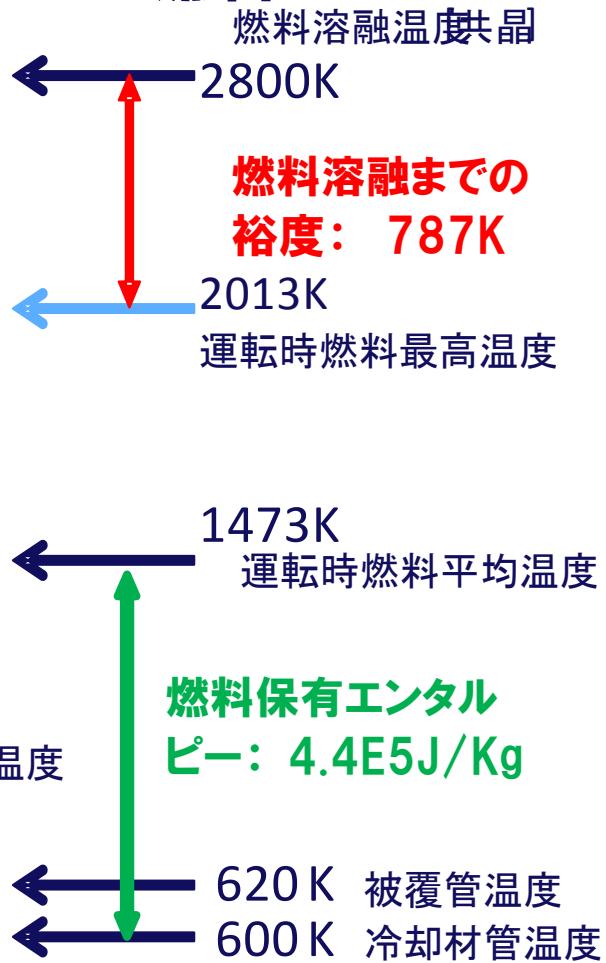 燃料溶融温度[共晶]
2800K
燃料溶融までの
裕度： 787K
2013K
運転時燃料最高温度
1473K
運転時燃料平均温度
燃料保有エンタル
ピー： 4.4E5J/Kg
温度
620K 被覆管温度
600K 冷却材管温度